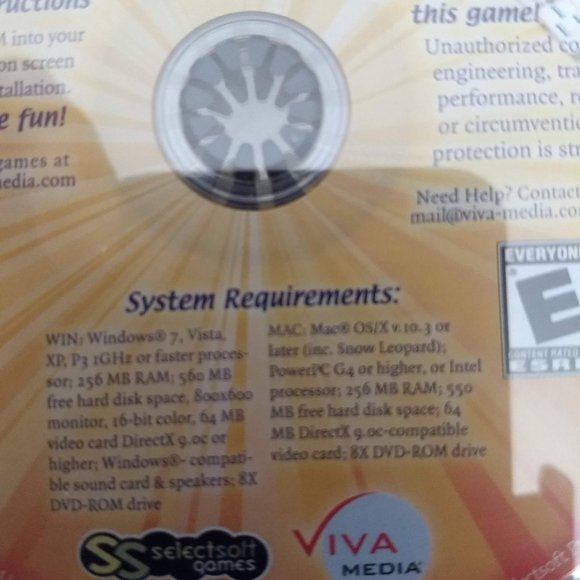 ructions
into your
on screen
tallation.
e fun!
games at
edia.com
this game!
Unauthorized co
engineering, tra
performance, re
or circumventio
protection is str
Need Help? Contact
mail@viva-media.co
EVERYON
E
CONTENT RATED
ESR
System Requirements:
WIN: Windows® 7, Vista,
XP, P3 1GHz or faster proces-
sor; 256 MB RAM; 560 MB
free hard disk space, 800x600
monitor, 16-bit color, 64 MB
video card DirectX 9.0c or
higher; Windows®- compati-
ble sound card & speakers; 8X
DVD-ROM drive
MAC: Mac® OS/X v.10.3 or
later (inc. Snow Leopard);
PowerPC G4 or higher, or Intel
processor; 256 MB RAM; 550
MB free hard disk space; 64
MB DirectX 9.0c-compatible
video card; 8X DVD-ROM drive
SS selectsoft
games
VIVA
MEDIA